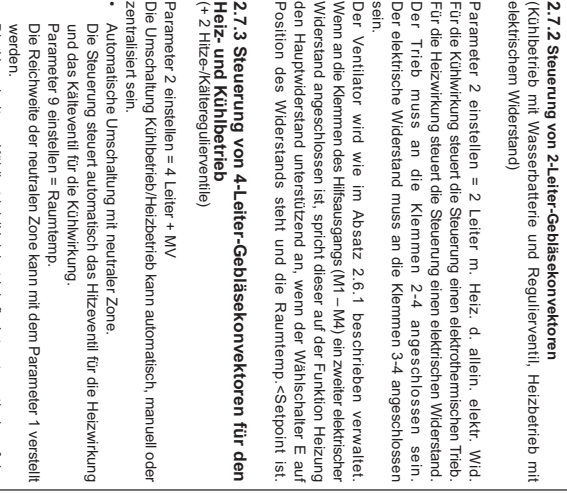 2.7.2 Steuerung von 2-Leiter-Gebläsekonvektoren
(Kühlbetrieb mit Wasserbatterie und Regulierventil, Heizbetrieb mit
elektrischem Widerstand)
Parameter 2 einstellen = 2 Leiter m. Heiz. d. allein. elektr. Wid.
Für die Kühlwirkung steuert die Steuerung einen elektrothermischen Trieb.
Für die Heizwirkung steuert die Steuerung einen elektrischen Widerstand.
Der Trieb muss an die Klemmen 2-4 angeschlossen sein.
Der elektrische Widerstand muss an die Klemmen 3-4 angeschlossen
sein.
Der Ventilator wird wie im Absatz 2.6.1 beschrieben verwaltet.
Wenn an die Klemmen des Hilfsausgangs (M1 – M4) ein zweiter elektrischer
Widerstand angeschlossen ist, spricht dieser auf der Funktion Heizung
den Hauptwiderstand unterstützend an, wenn der Wählschalter E auf
Position des Widerstands steht und die Raumtemp.<Setpoint ist.
2.7.3 Steuerung von 4-Leiter-Gebläsekonvektoren für den
Heiz- und Kühlbetrieb
(+ 2 Hitze-/Kälteregulierventile)
Parameter 2 einstellen = 4 Leiter + MV
Die Umschaltung Kühlbetrieb/Heizbetrieb kann automatisch, manuell oder
zentralisiert sein.
• Automatische Umschaltung mit neutraler Zone.
Die Steuerung steuert automatisch das Hitzeventil für die Heizwirkung
und das Kälteventil für die Kühlwirkung.
Parameter 9 einstellen = Raumtemp.
Die Reichweite der neutralen Zone kann mit dem Parameter 1 verstellt
werden.